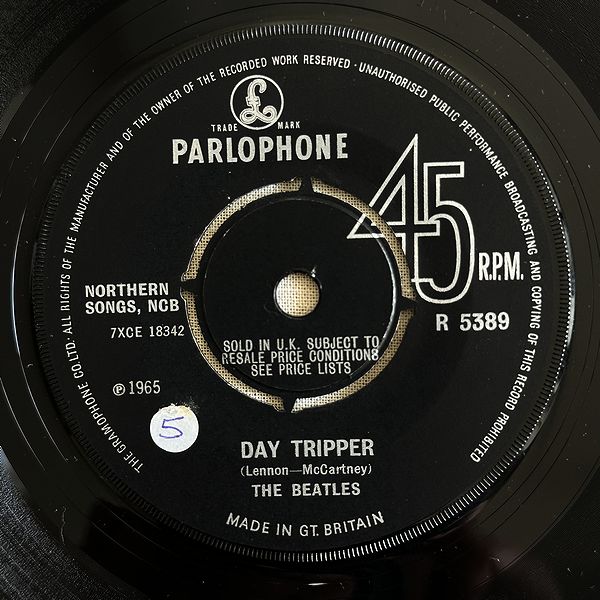 THE GRAMOPHONE CO.LTD. · ALL RIGHTS OF THE MANUFACTURER AND OF THE OWNER OF THE RECORDED WORK RESERVED · UNAUTHORISED PUBLIC PERFORMANCE BROADCASTING AND COPYING OF THIS RECORD PROHIBITED
£
TRADE MARK
PARLOPHONE
45 R.P.M.
NORTHERN
SONGS, NCB
7XCE 18342
R 5389
SOLD IN U.K. SUBJECT TO
RESALE PRICE CONDITIONS
SEE PRICE LISTS
℗ 1965
5
DAY TRIPPER
(Lennon—McCartney)
THE BEATLES
MADE IN GT. BRITAIN